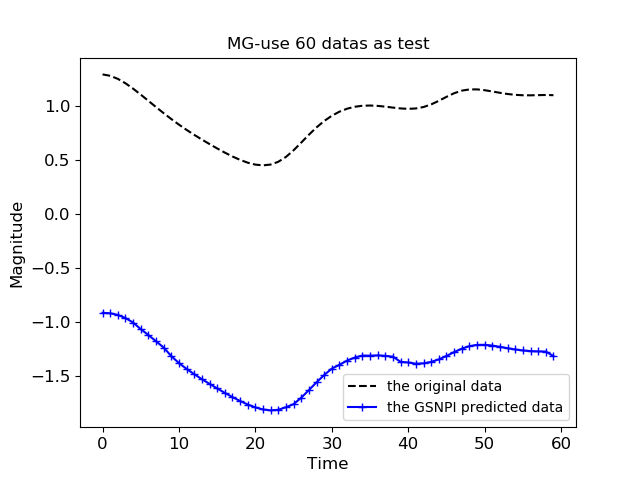 MG-use 60 datas as test
Magnitude
1.0
0.5
0.0
−0.5
−1.0
−1.5
0 10 20 30 40 50 60
Time
the original data
the GSNPI predicted data